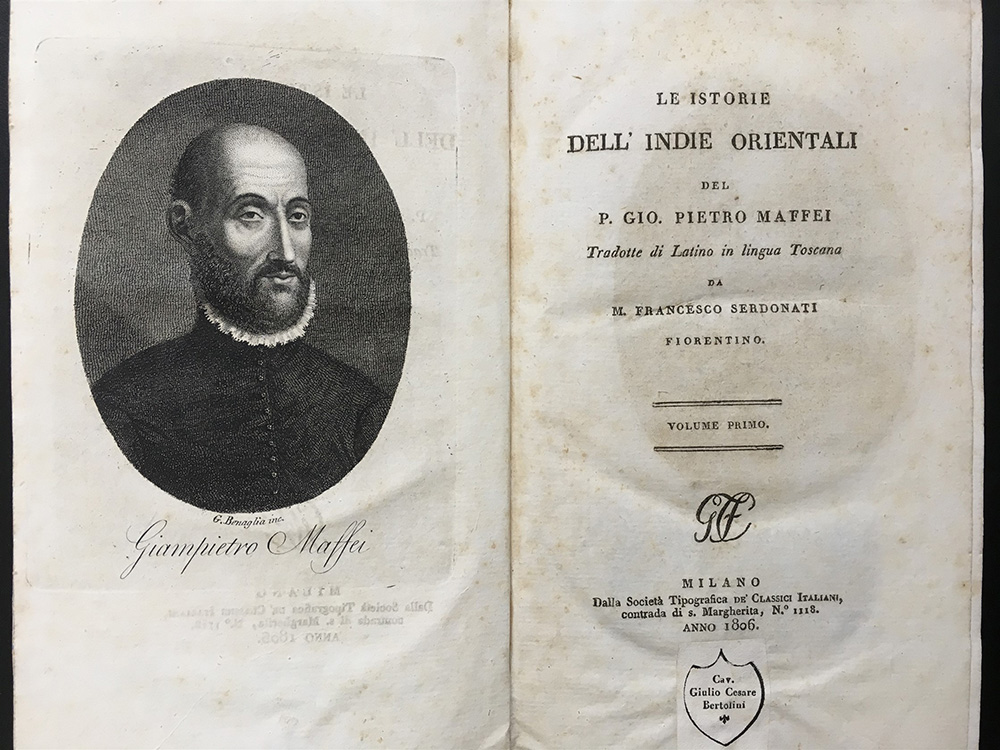 G. Benaglia inc.
Giampietro Maffei
LE ISTORIE
DELL' INDIE ORIENTALI
DEL
P. GIO. PIETRO MAFFEI
Tradotte di Latino in lingua Toscana
DA
M. FRANCESCO SERDONATI
FIORENTINO.
VOLUME PRIMO.
MILANO
Dalla Società Tipografica DE' CLASSICI ITALIANI,
contrada di s. Margherita, N.º 1118.
ANNO 1806.
Cav.
Giulio Cesare
Bertolini